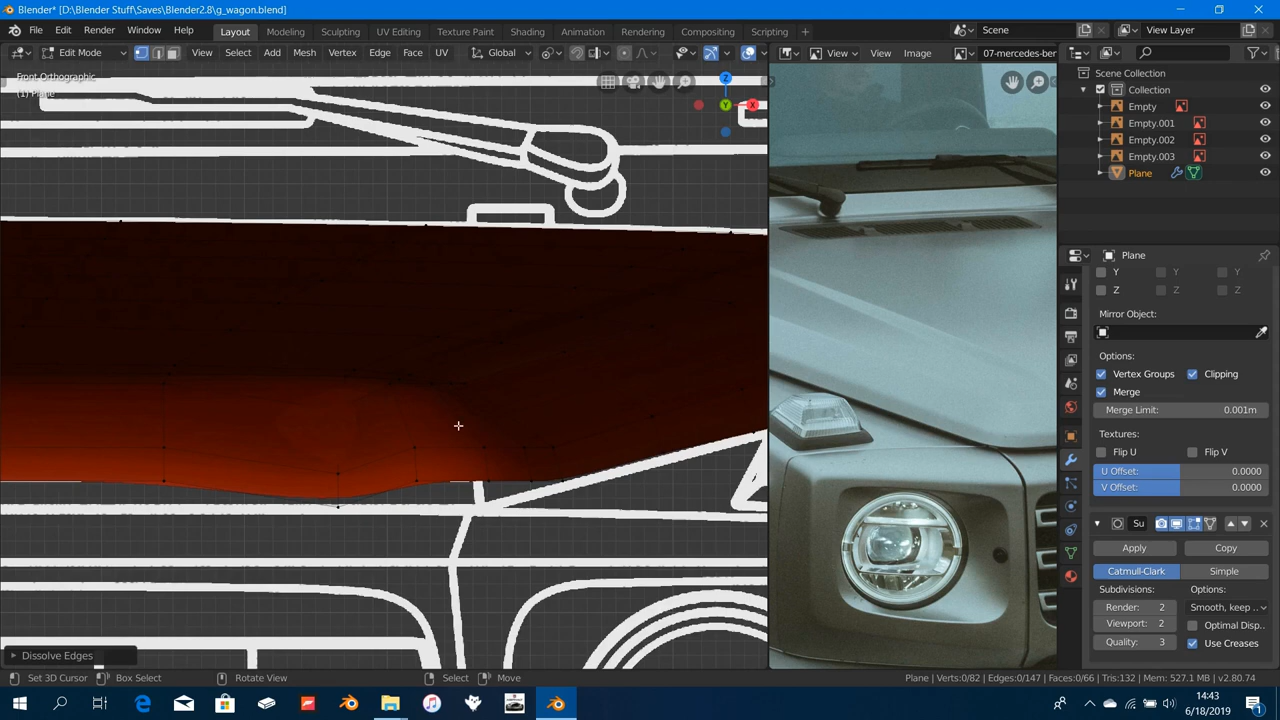 Blender* [D:\Blender Stuff\Saves\Blender2.8\g_wagon.blend]
File Edit Render Window Help Layout Modeling Sculpting UV Editing Texture Paint Shading Animation Rendering Compositing Scripting + Scene View Layer
Edit Mode View Select Add Mesh Vertex Edge Face UV Global View View Image 07-mercedes-ber
Front Orthographic
(1) Plane
Z
X
Y
Scene Collection
Collection
Empty
Empty.001
Empty.002
Empty.003
Plane
Plane
Y Y Y
Z Z Z
Mirror Object:
Options:
Vertex Groups Clipping
Merge
Merge Limit: 0.001m
Textures:
Flip U Flip V
U Offset: 0.0000
V Offset: 0.0000
Su
Apply Copy
Catmull-Clark Simple
Subdivisions: Options:
Render: 2 Smooth, keep ..
Viewport: 2 Optimal Disp..
Quality: 3 Use Creases
Dissolve Edges
Set 3D Cursor Box Select Rotate View Select Move Plane | Verts:0/82 | Edges:0/147 | Faces:0/66 | Tris:132 | Mem: 527.1 MB | v2.80.74
14:43
6/18/2019
1